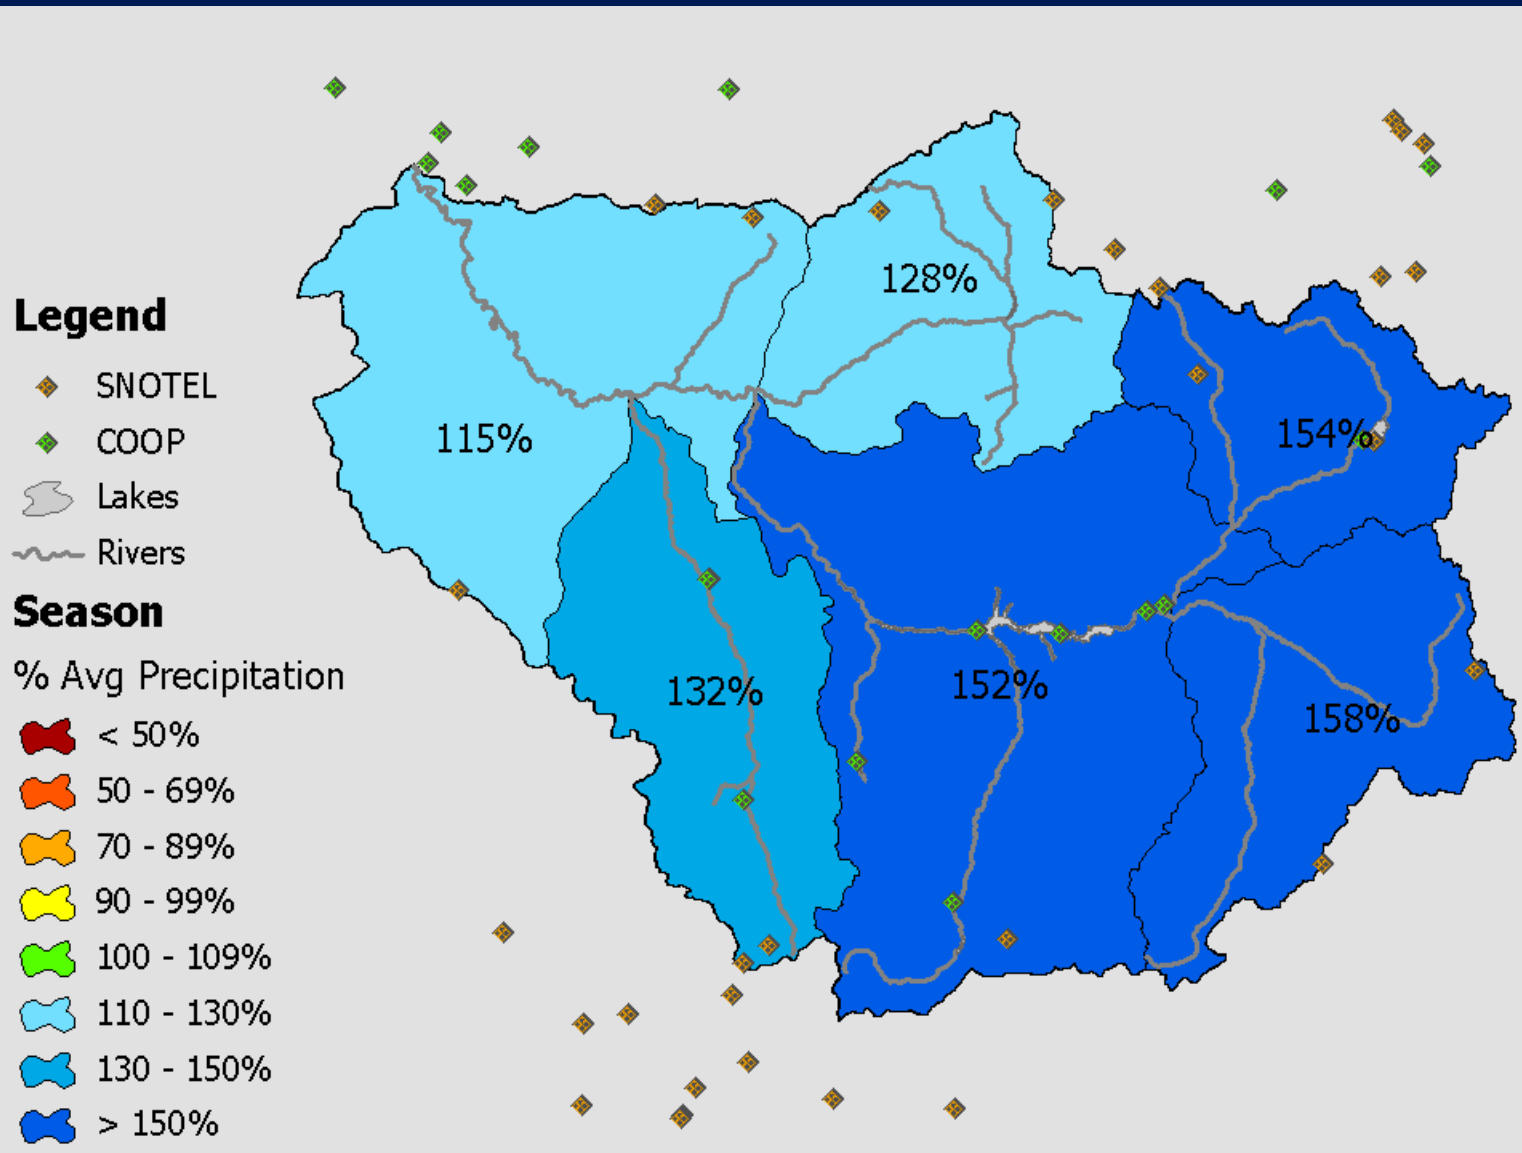 128%
Legend
SNOTEL
154%
115%
COOP
Lakes
Rivers
Season
% Avg Precipitation
132%
152%
158%
< 50%
50 - 69%
70 - 89%
90 - 99%
100 - 109%
110 - 130%
130 - 150%
> 150%